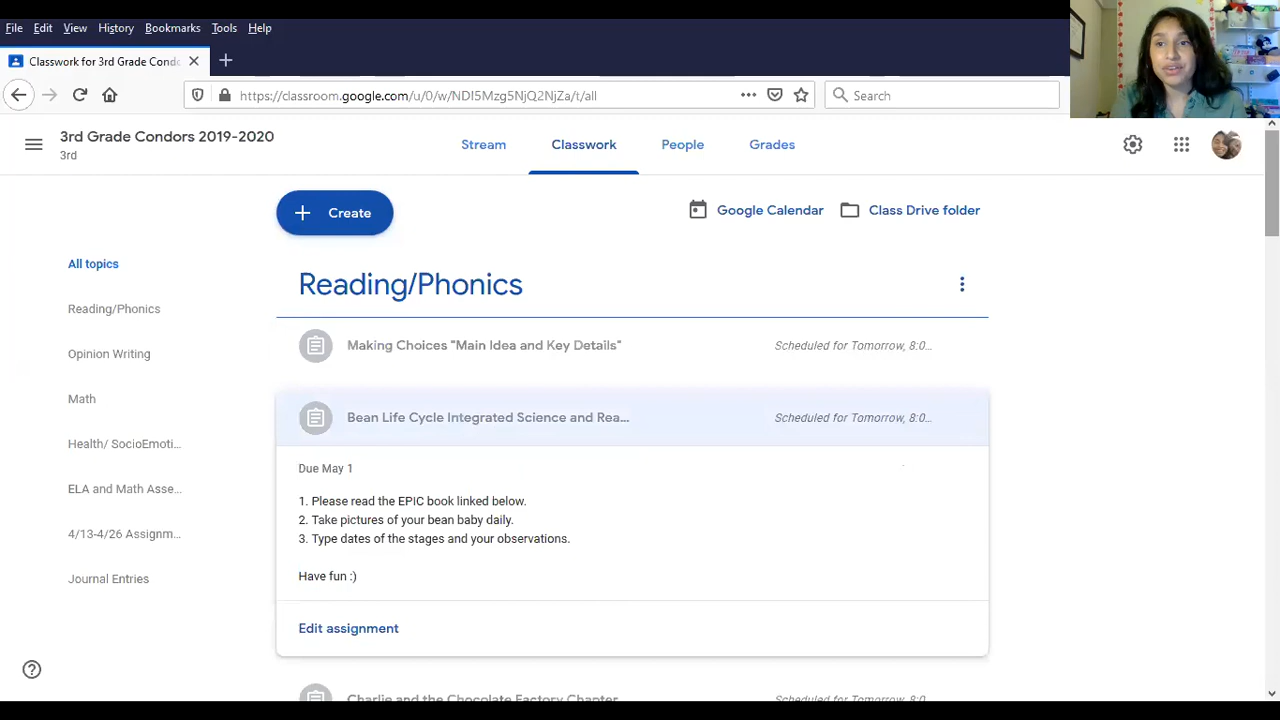 File Edit View History Bookmarks Tools Help
Classwork for 3rd Grade Condo
https://classroom.google.com/u/0/w/NDI5Mzg5NjQ2NjZa/t/all
Search
3rd Grade Condors 2019-2020
3rd
Stream Classwork People Grades
Create
Google Calendar Class Drive folder
All topics
Reading/Phonics
Opinion Writing
Math
Health/ SocioEmoti...
ELA and Math Asse...
4/13-4/26 Assignm...
Journal Entries
Reading/Phonics
Making Choices "Main Idea and Key Details" Scheduled for Tomorrow, 8:0...
Bean Life Cycle Integrated Science and Rea... Scheduled for Tomorrow, 8:0...
Due May 1
1. Please read the EPIC book linked below.
2. Take pictures of your bean baby daily.
3. Type dates of the stages and your observations.
Have fun :)
Edit assignment
Charlie and the Chocolate Factory Chapter Scheduled for Tomorrow, 8:0...